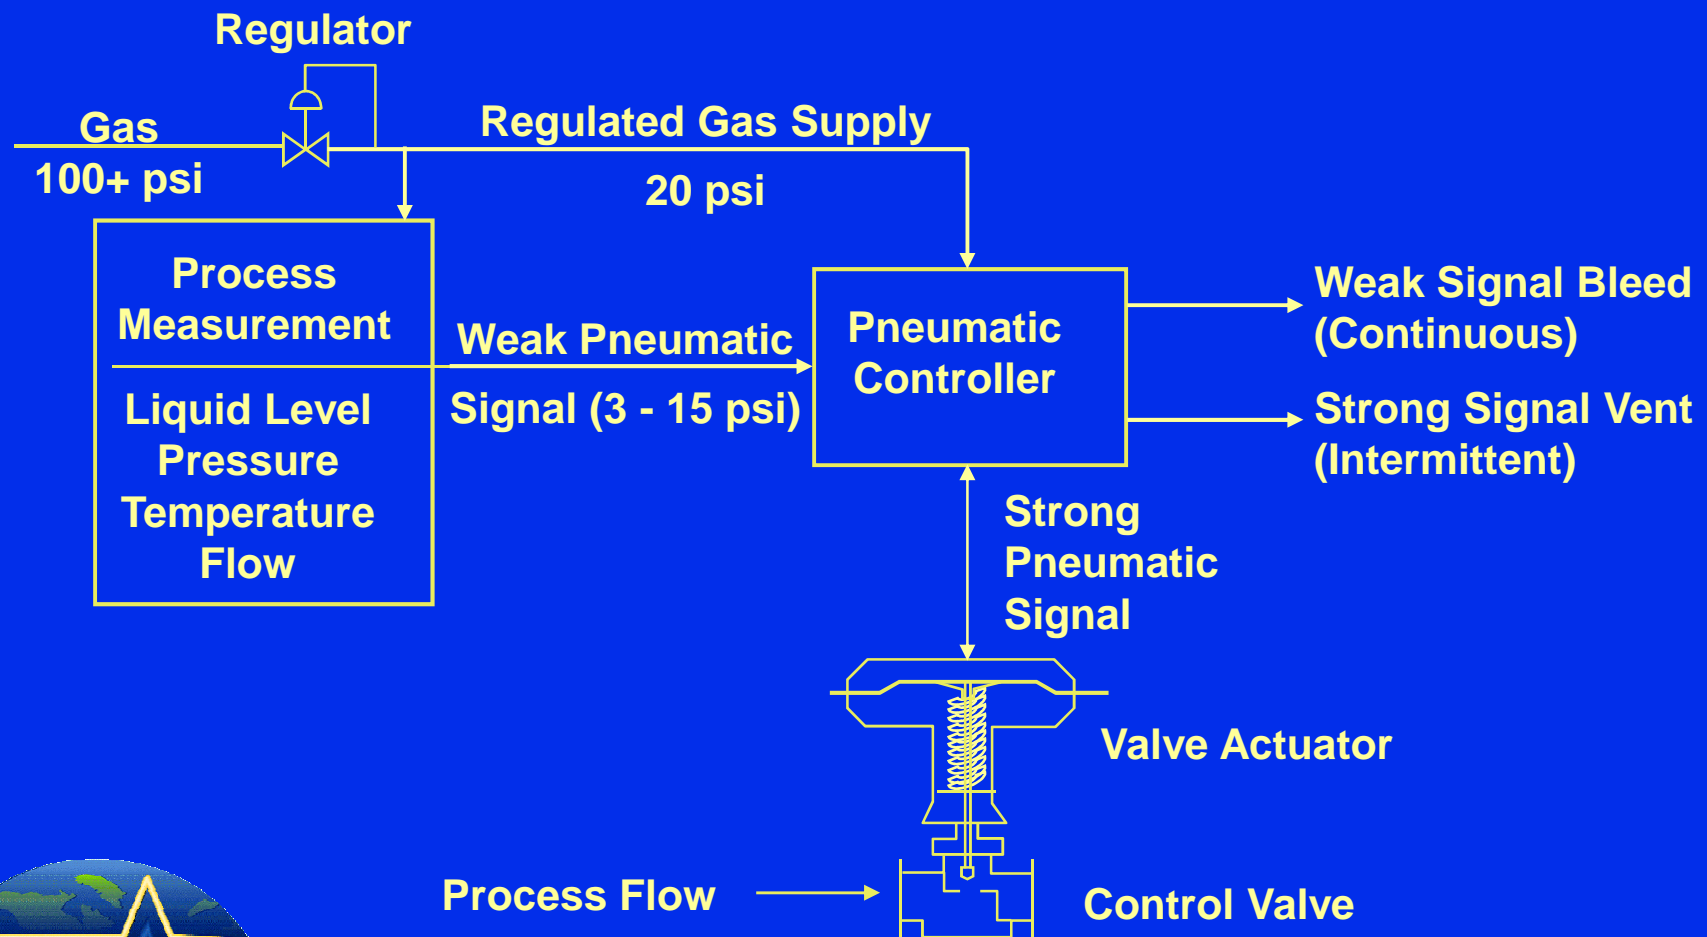 Regulator
Gas
100+ psi
Regulated Gas Supply
20 psi
Process
Measurement
Liquid Level
Pressure
Temperature
Flow
Weak Pneumatic
Signal (3 - 15 psi)
Pneumatic
Controller
Weak Signal Bleed
(Continuous)
Strong Signal Vent
(Intermittent)
Strong
Pneumatic
Signal
Valve Actuator
Process Flow
Control Valve